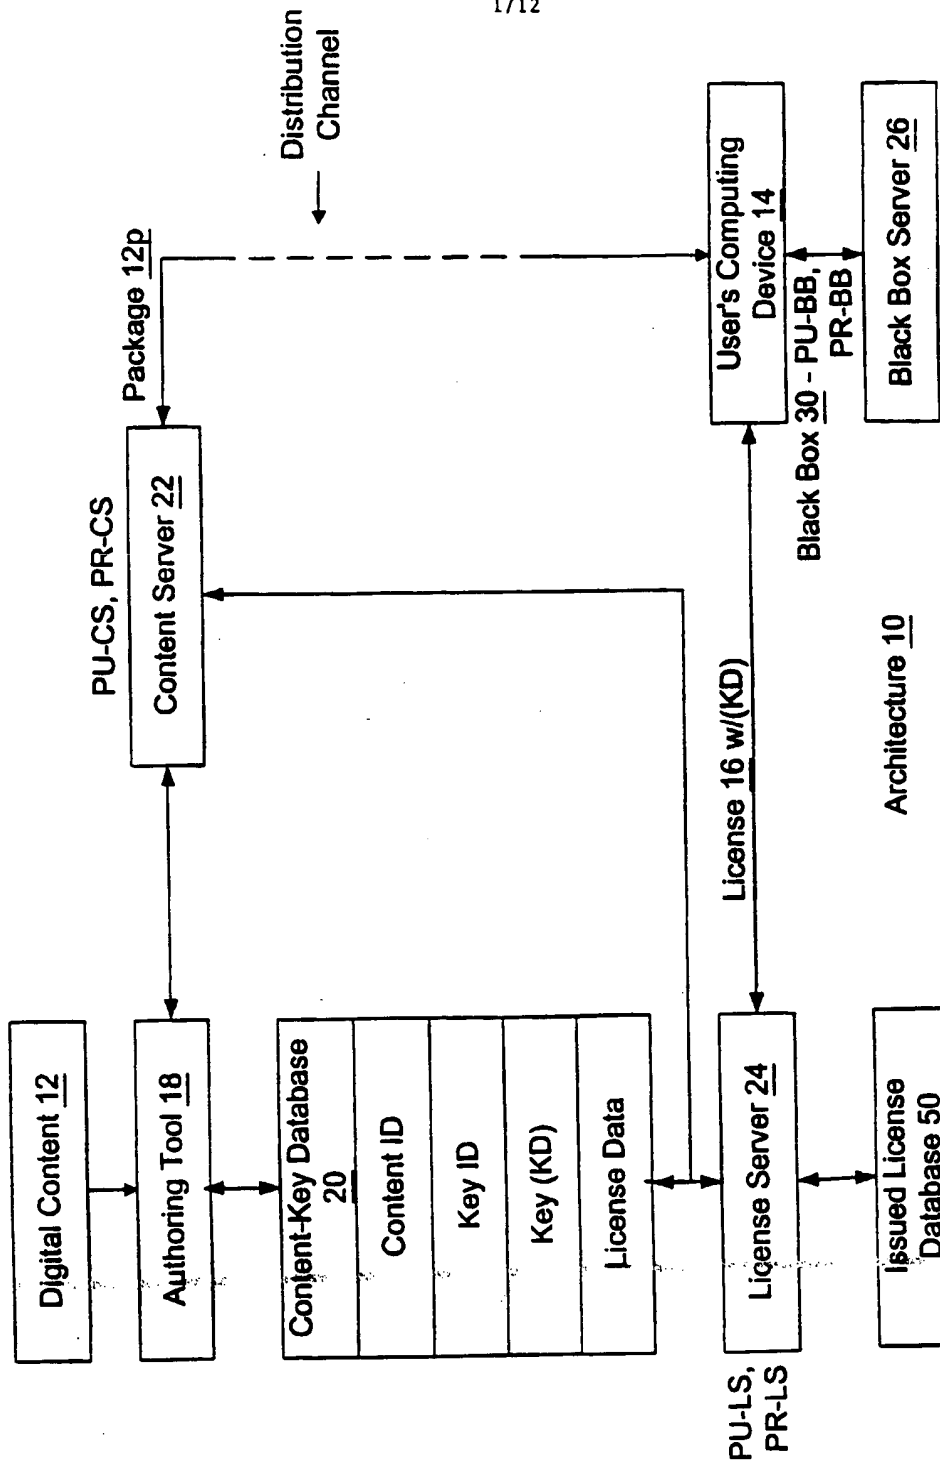 1/12
Digital Content 12
Authoring Tool 18
Content-Key Database
20
Content ID
Key ID
Key (KD)
License Data
PU-LS,
PR-LS
License Server 24
Issued License
Database 50
PU-CS, PR-CS
Content Server 22
Package 12p
Distribution
Channel
License 16 w/(KD)
User's Computing
Device 14
Black Box 30 - PU-BB,
PR-BB
Black Box Server 26
Architecture 10